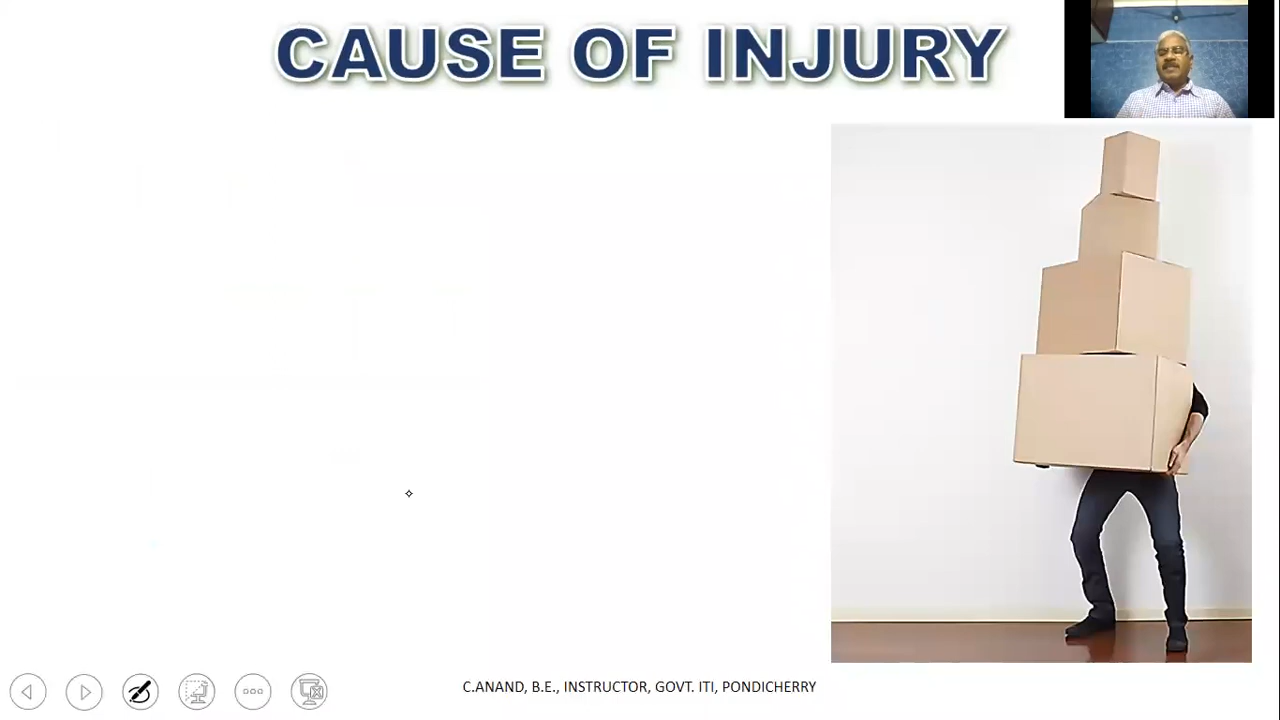 CAUSE OF INJURY
C.ANAND, B.E., INSTRUCTOR, GOVT. ITI, PONDICHERRY